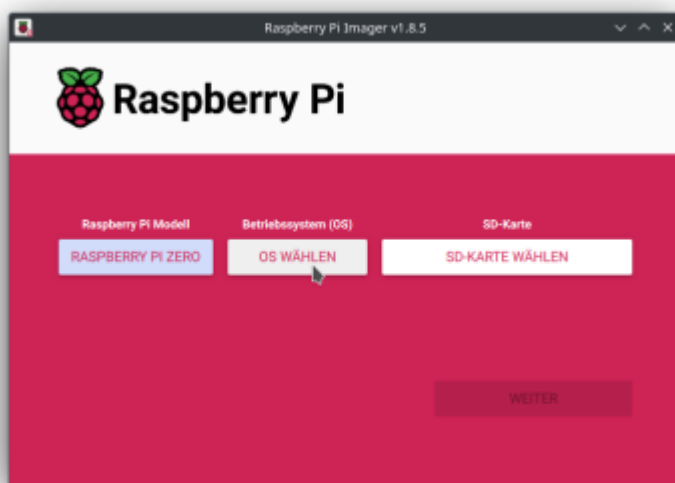 Raspberry Pi Imager v1.8.5
Raspberry Pi
Raspberry Pi Modell Betriebssystem (OS) SD-Karte
RASPBERRY PI ZERO OS WÄHLEN SD-KARTE WÄHLEN
WEITER